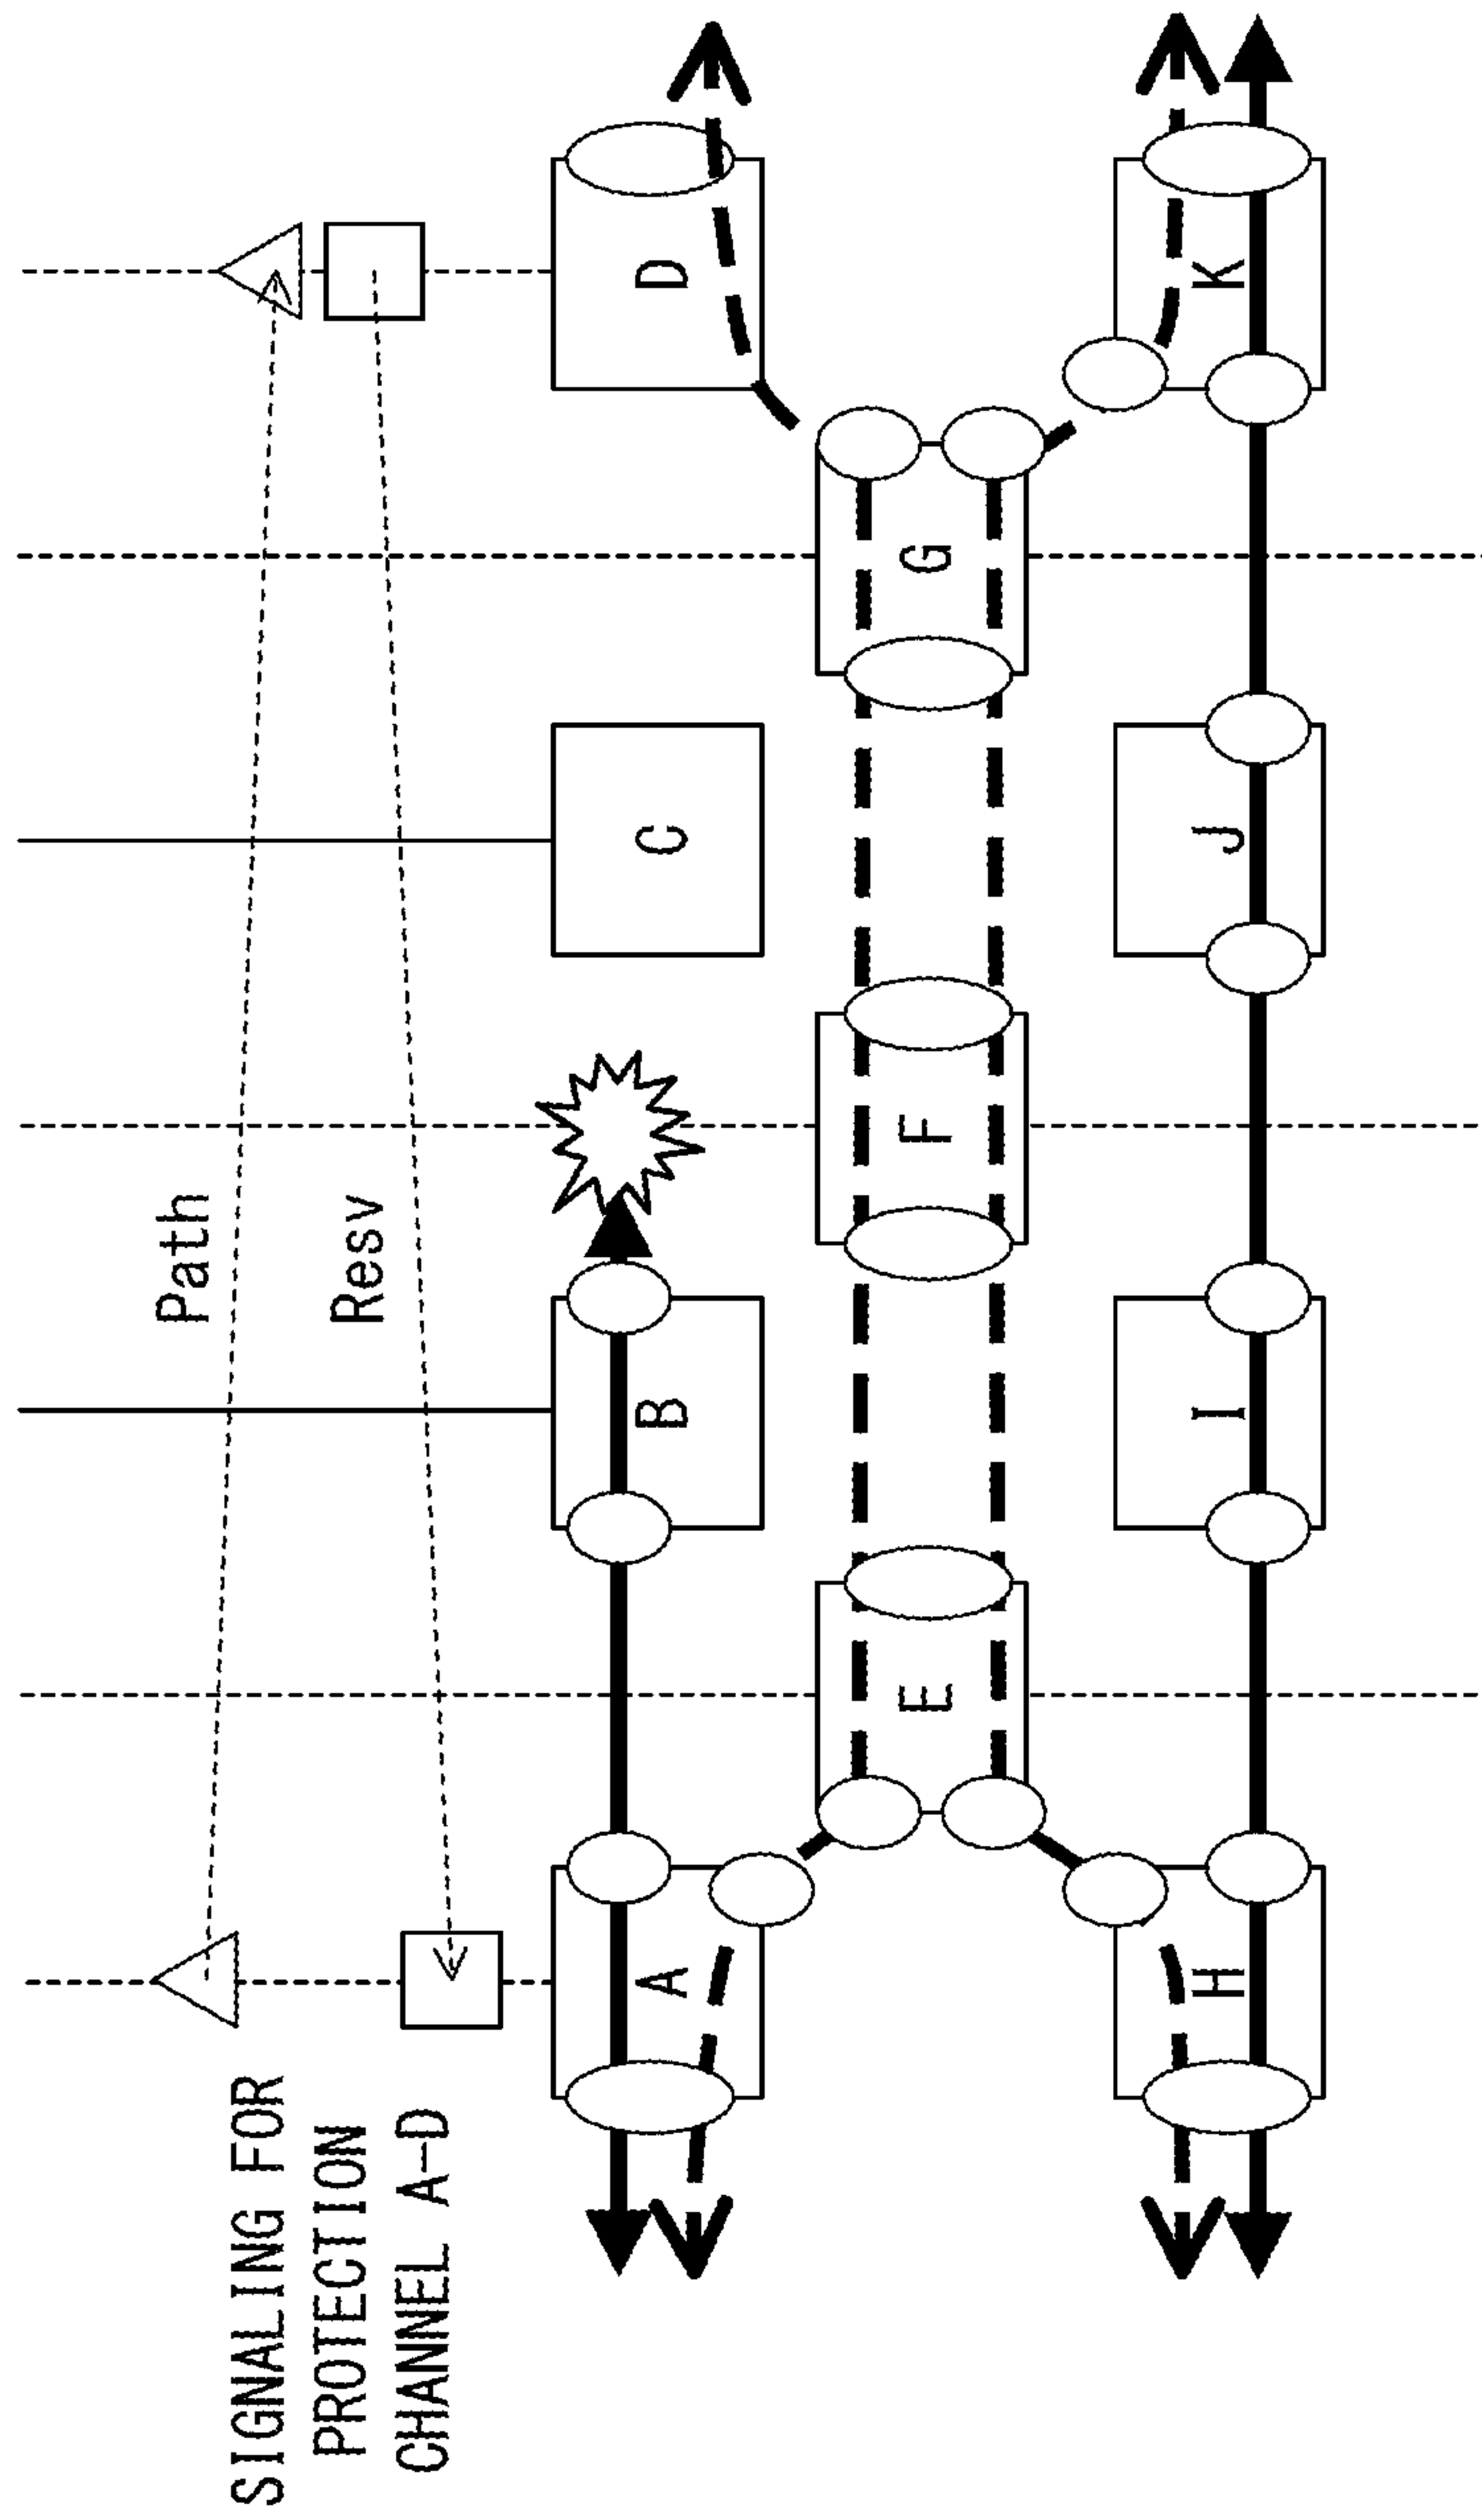 SIGNALING FOR
PROTECTION
CHANNEL A-D
Path
Resv
A
B
C
D
E
F
G
H
I
J
K